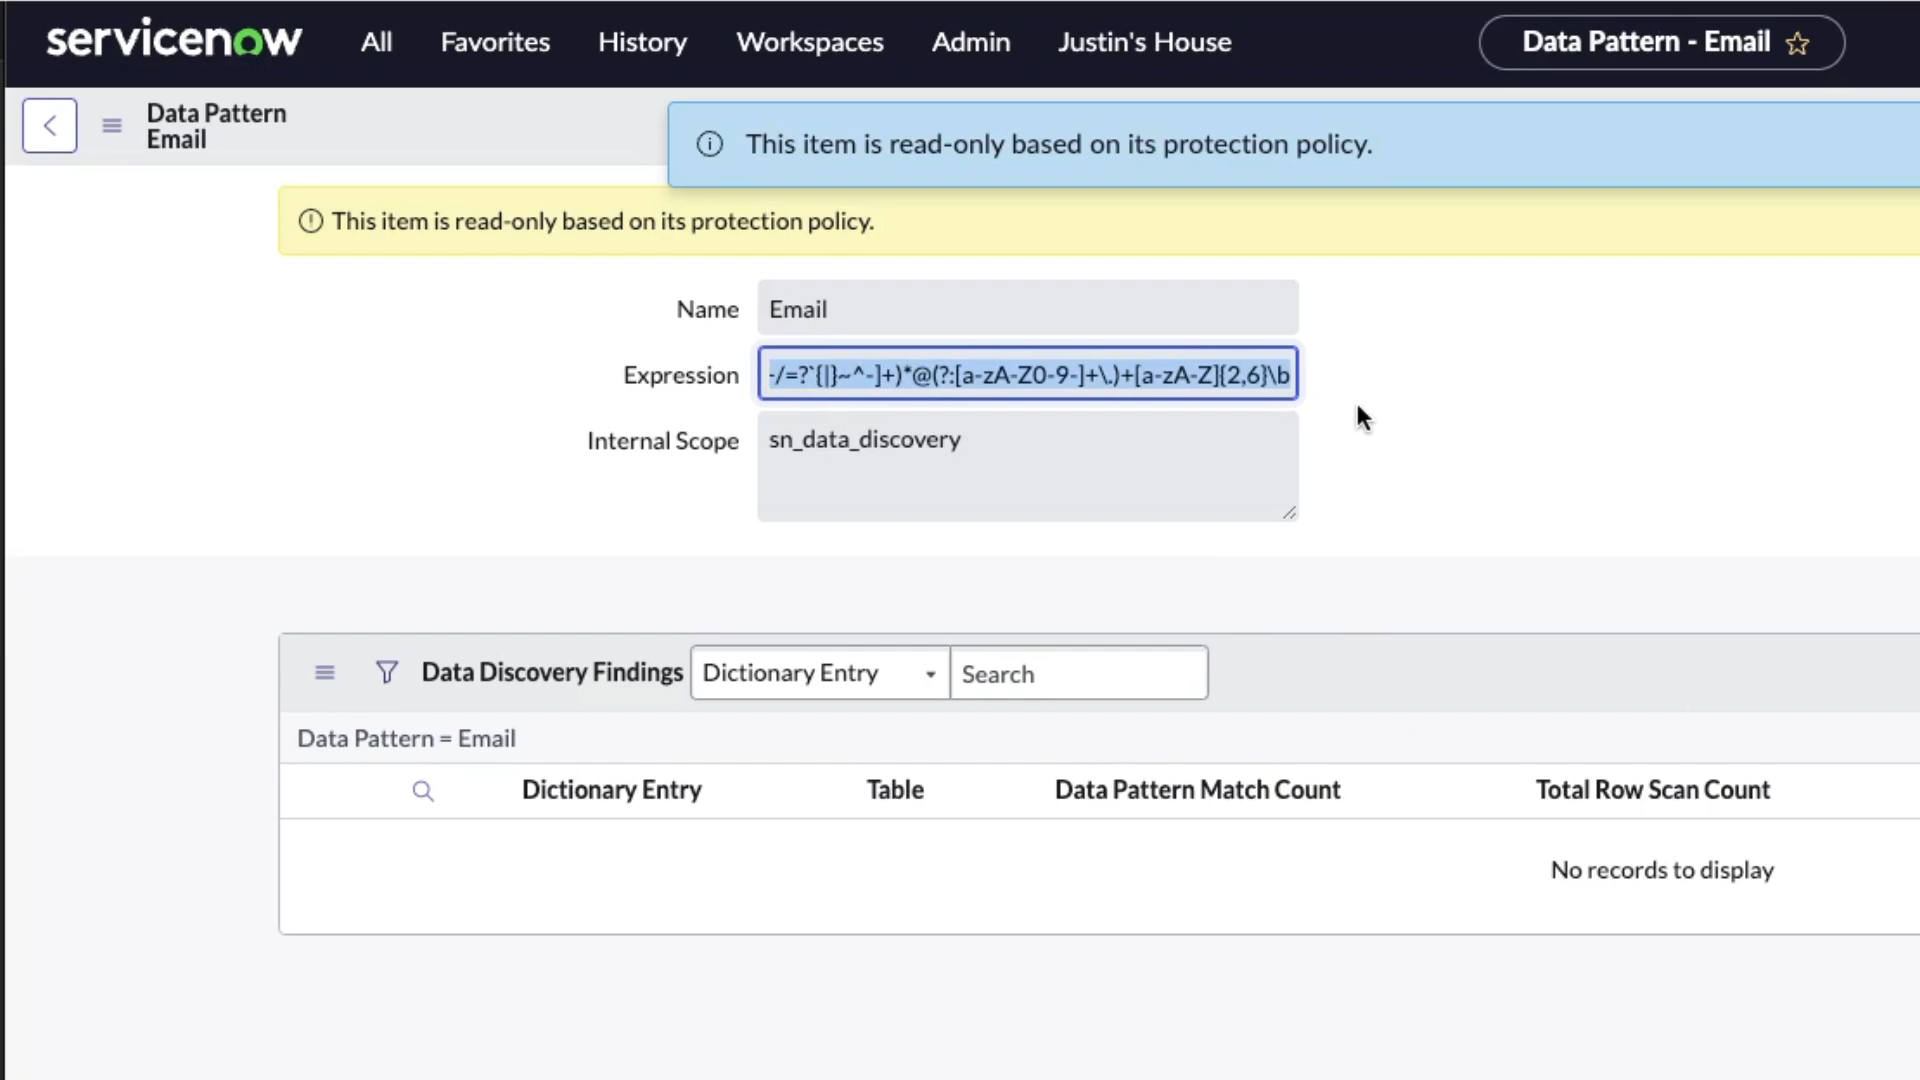 servicenow All Favorites History Workspaces Admin Justin's House Data Pattern - Email
Data Pattern
Email
This item is read-only based on its protection policy.
This item is read-only based on its protection policy.
Name Email
Expression -/=?`{|}~^-]+)*@(?:[a-zA-Z0-9-]+\.)+[a-zA-Z]{2,6}\b
Internal Scope sn_data_discovery
Data Discovery Findings Dictionary Entry Search
Data Pattern = Email
Dictionary Entry Table Data Pattern Match Count Total Row Scan Count
No records to display